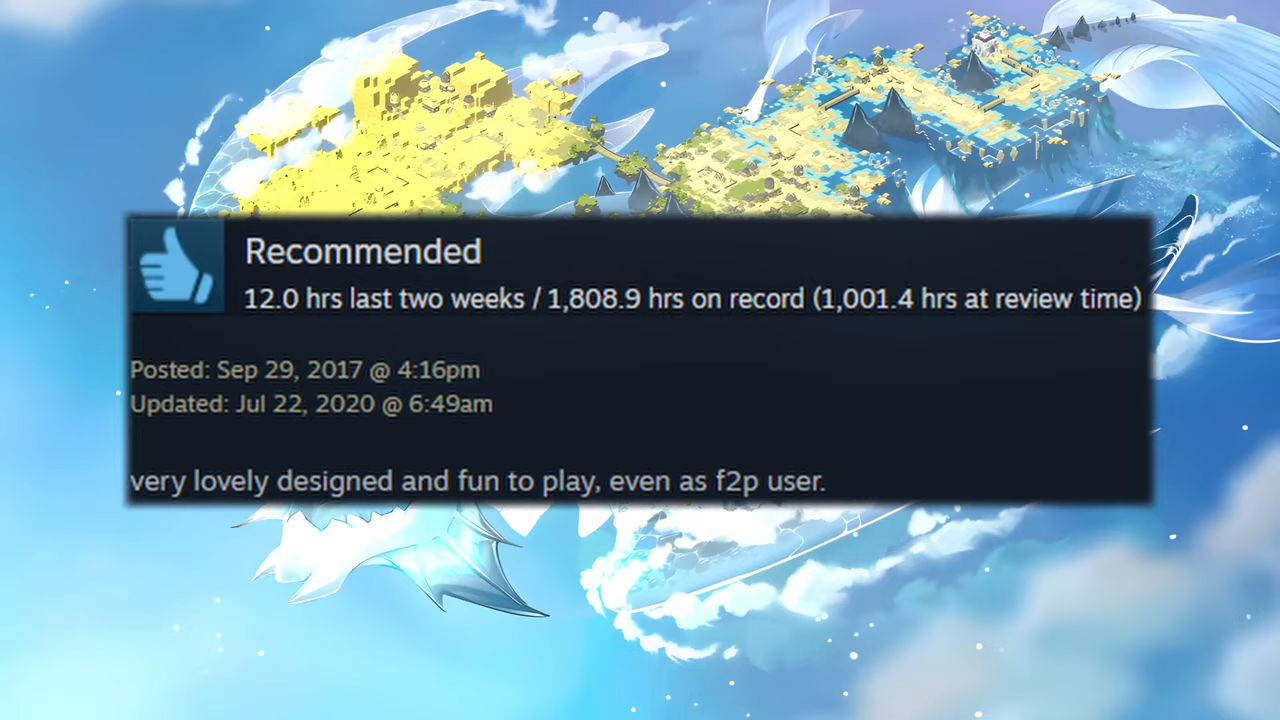 Recommended
12.0 hrs last two weeks / 1,808.9 hrs on record (1,001.4 hrs at review time)
Posted: Sep 29, 2017 @ 4:16pm
Updated: Jul 22, 2020 @ 6:49am
very lovely designed and fun to play, even as f2p user.